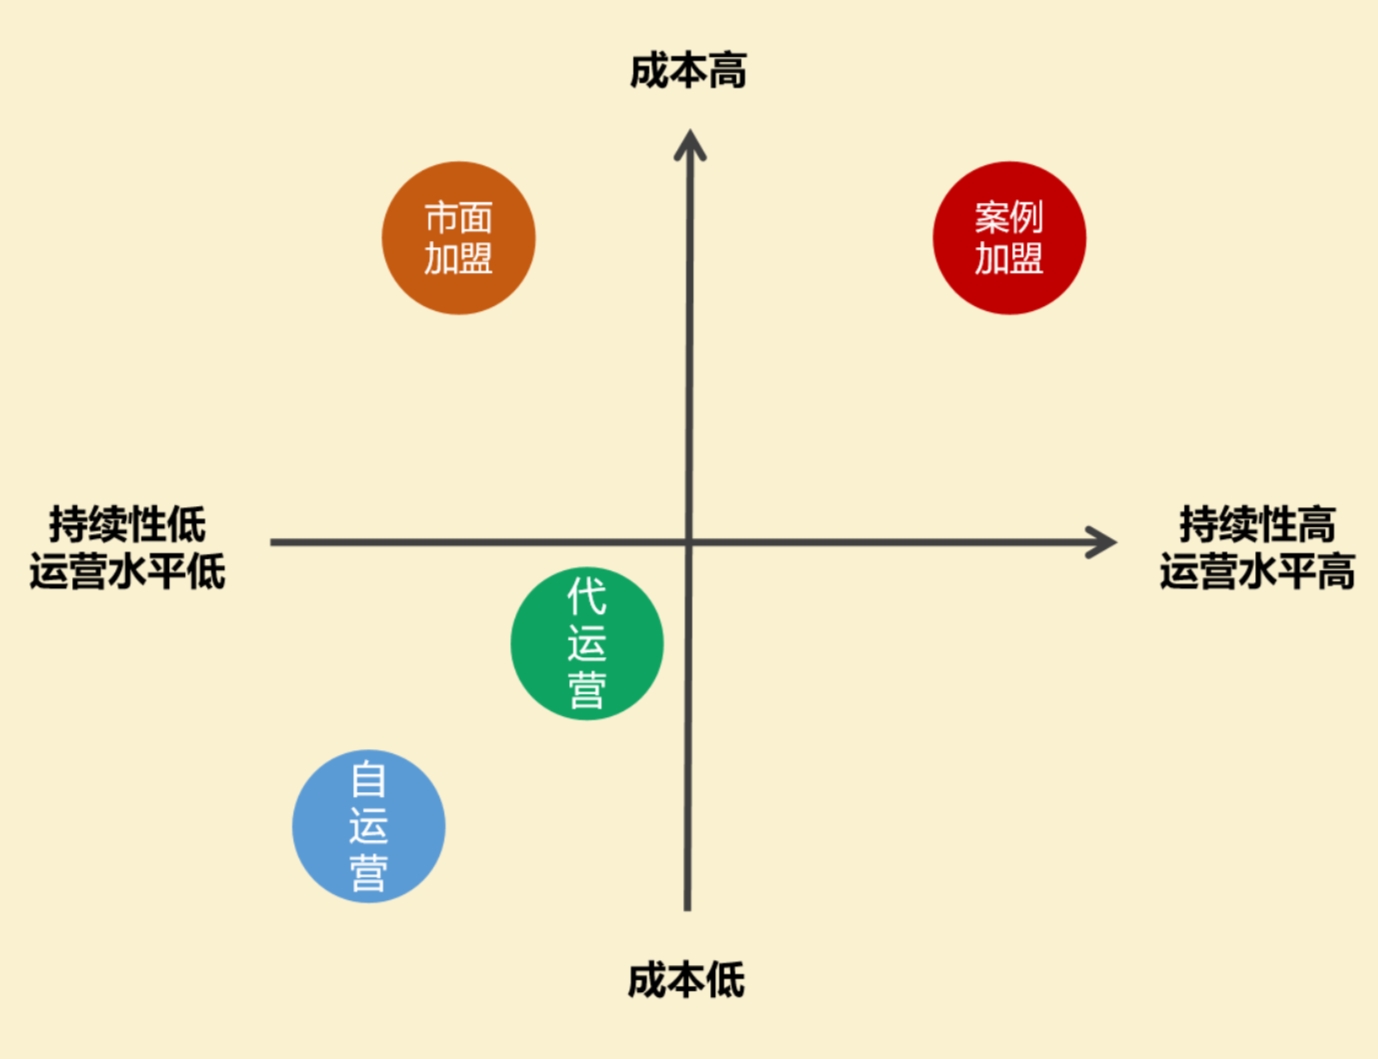 成本高
市面
加盟
案例
加盟
持续性低
运营水平低
持续性高
运营水平高
代
运
营
自
运
营
成本低